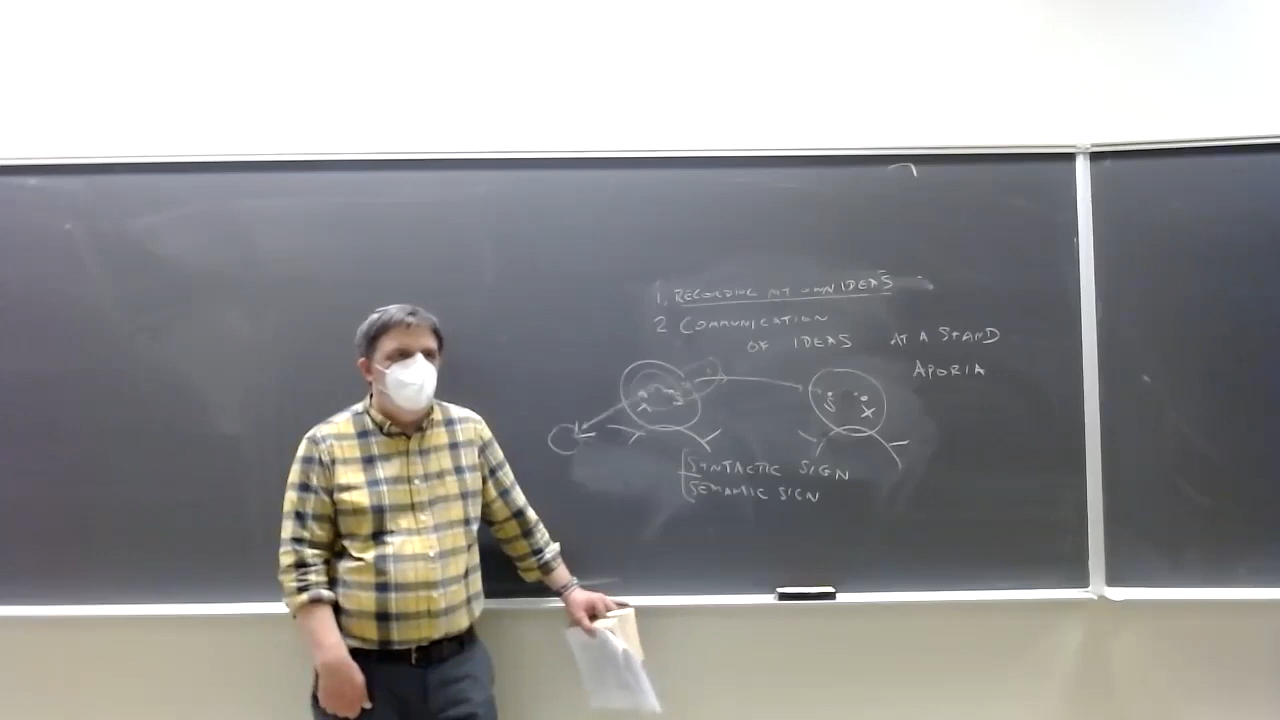 1. RECORDING MY OWN IDEAS
2 COMMUNICATION
OF IDEAS
AT A STAND
APORIA
SYNTACTIC SIGN
SEMANTIC SIGN